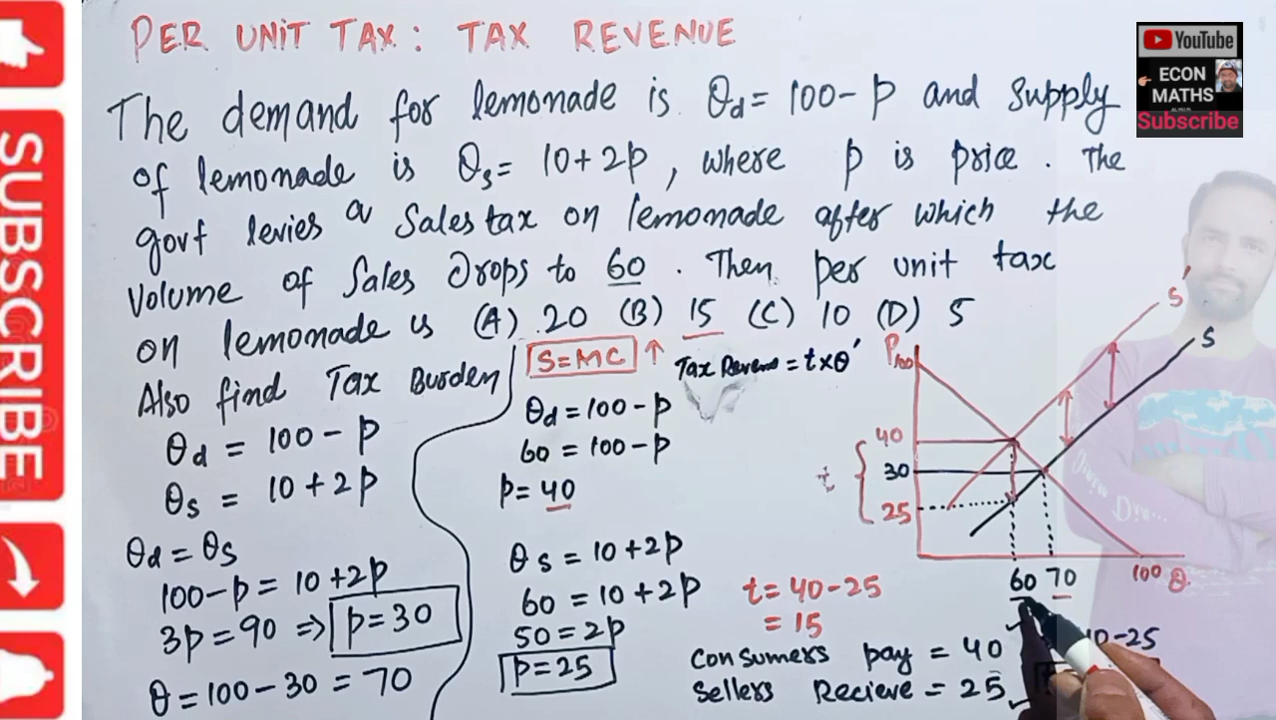 PER UNIT TAX: TAX REVENUE
YouTube
ECON
MATHS
Subscribe
SUBSCRIBE
The demand for lemonade is Qd = 100 - P and Supply
of lemonade is Qs = 10 + 2P, where P is price. The
govt levies a Sales tax on lemonade after which the
Volume of Sales Drops to 60. Then per unit tax
on lemonade is (A) 20 (B) 15 (C) 10 (D) 5
Also find Tax Burden
Qd = 100 - P
Qs = 10 + 2P
Qd = Qs
100 - P = 10 + 2P
3P = 90 => P = 30
Q = 100 - 30 = 70
S = MC ↑ Tax Revenue = t x Q'
Qd = 100 - P
60 = 100 - P
P = 40
Qs = 10 + 2P
60 = 10 + 2P
50 = 2P
P = 25
t = 40 - 25
= 15
Consumers pay = 40
Sellers Recieve = 25
S'
S
P
100
40
30
25
t
60 70 100 Q
0-25